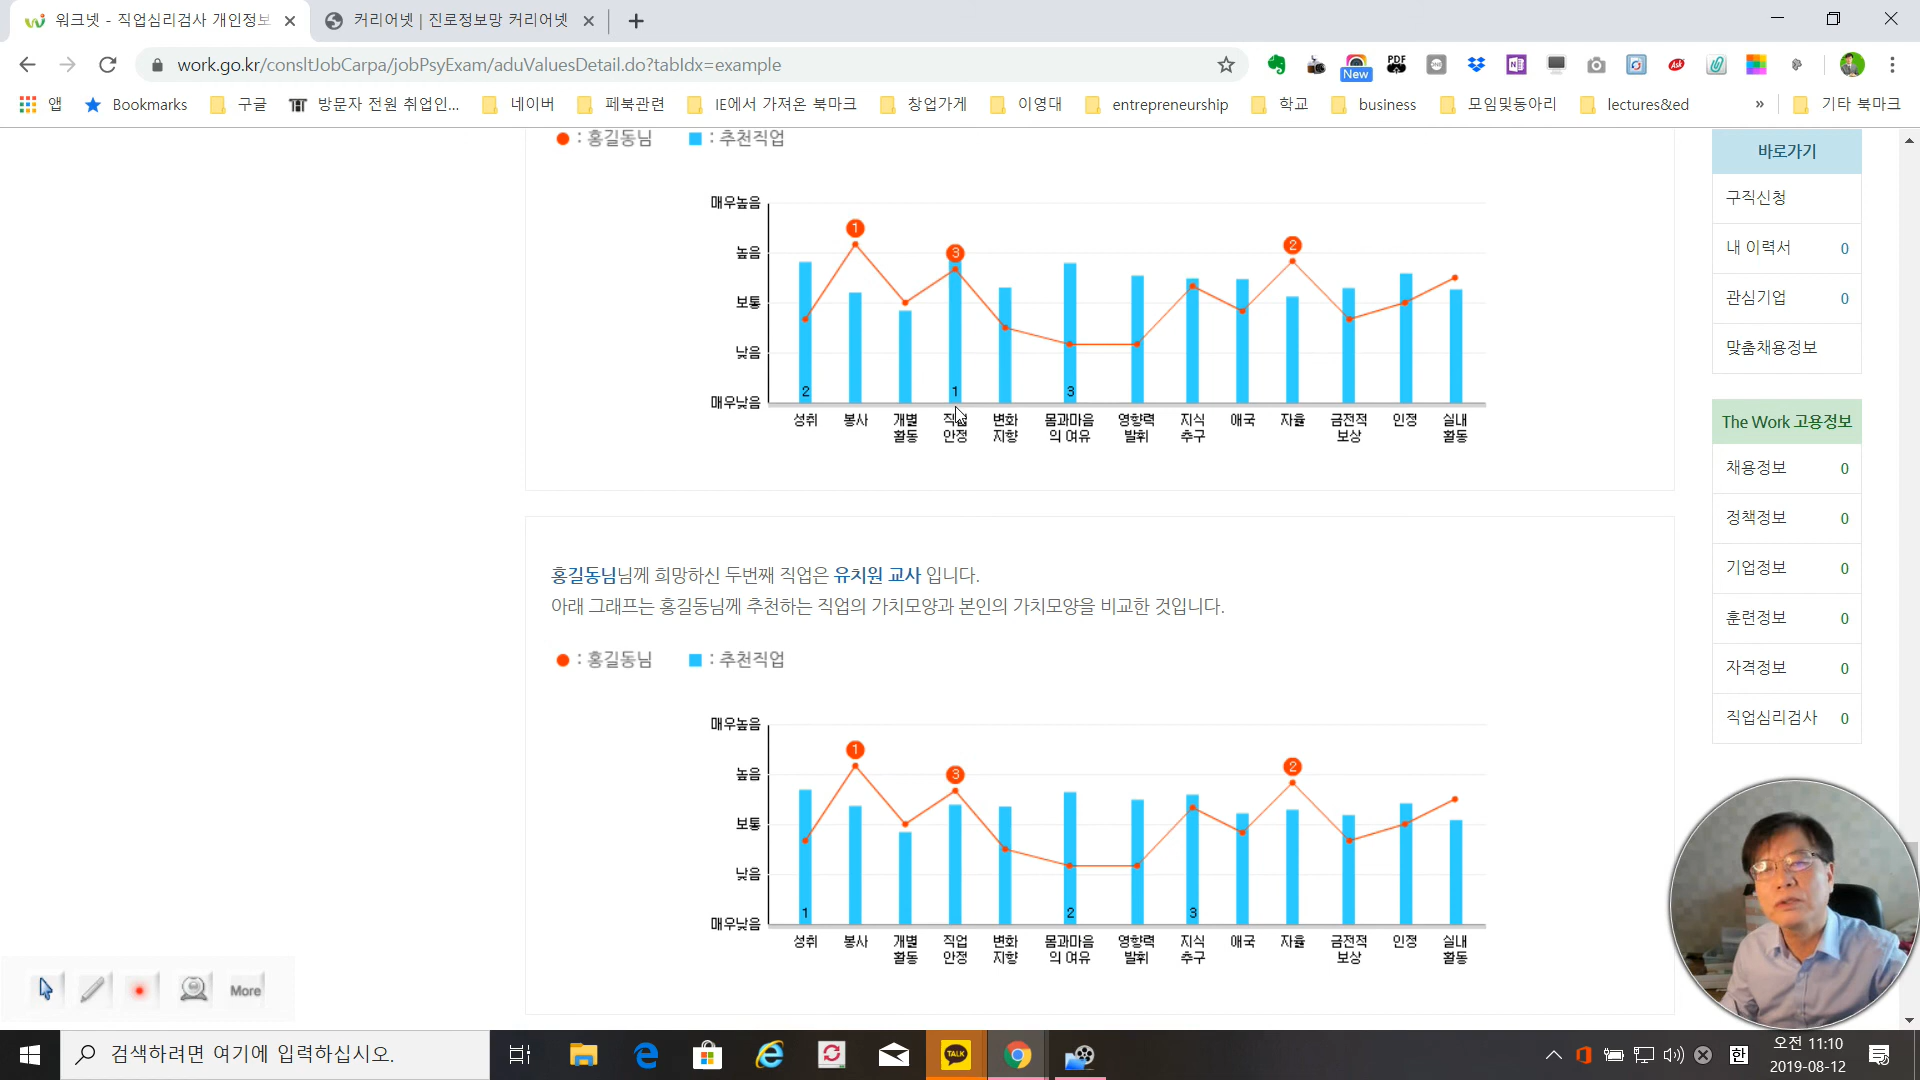 워크넷 - 직업심리검사 개인정보
커리어넷 | 진로정보망 커리어넷
work.go.kr/consltJobCarpa/jobPsyExam/aduValuesDetail.do?tabIdx=example
New
PDF
Ask
앱 Bookmarks 구글 방문자 전원 취업인... 네이버 페북관련 IE에서 가져온 북마크 창업가게 이영대 entrepreneurship 학교 business 모임및동아리 lectures&ed » 기타 북마크
: 홍길동님 : 추천직업
매우높음
높음
보통
낮음
매우낮음
1 3 2
2 1 3
성취 봉사 개별 활동 직업 안정 변화 지향 몸과마음 의 여유 영향력 발휘 지식 추구 애국 자율 금전적 보상 인정 실내 활동
홍길동님님께 희망하신 두번째 직업은 유치원 교사 입니다.
아래 그래프는 홍길동님께 추천하는 직업의 가치모양과 본인의 가치모양을 비교한 것입니다.
: 홍길동님 : 추천직업
매우높음
높음
보통
낮음
매우낮음
1 3 2
1 2 3
성취 봉사 개별 활동 직업 안정 변화 지향 몸과마음 의 여유 영향력 발휘 지식 추구 애국 자율 금전적 보상 인정 실내 활동
바로가기
구직신청
내 이력서 0
관심기업 0
맞춤채용정보
The Work 고용정보
채용정보 0
정책정보 0
기업정보 0
훈련정보 0
자격정보 0
직업심리검사 0
More
검색하려면 여기에 입력하십시오.
TALK
한
오전 11:10
2019-08-12